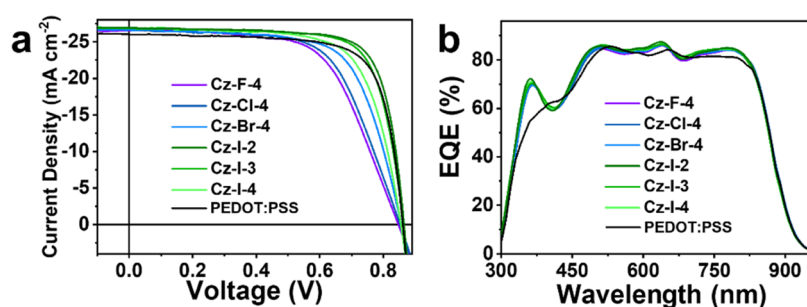 a
Current Density (mA cm-2)
-25
-20
-15
-10
-5
0
Cz-F-4
Cz-Cl-4
Cz-Br-4
Cz-I-2
Cz-I-3
Cz-I-4
PEDOT:PSS
0.0 0.2 0.4 0.6 0.8
Voltage (V)
b
EQE (%)
100
80
60
40
20
0
Cz-F-4
Cz-Cl-4
Cz-Br-4
Cz-I-2
Cz-I-3
Cz-I-4
PEDOT:PSS
300 450 600 750 900
Wavelength (nm)